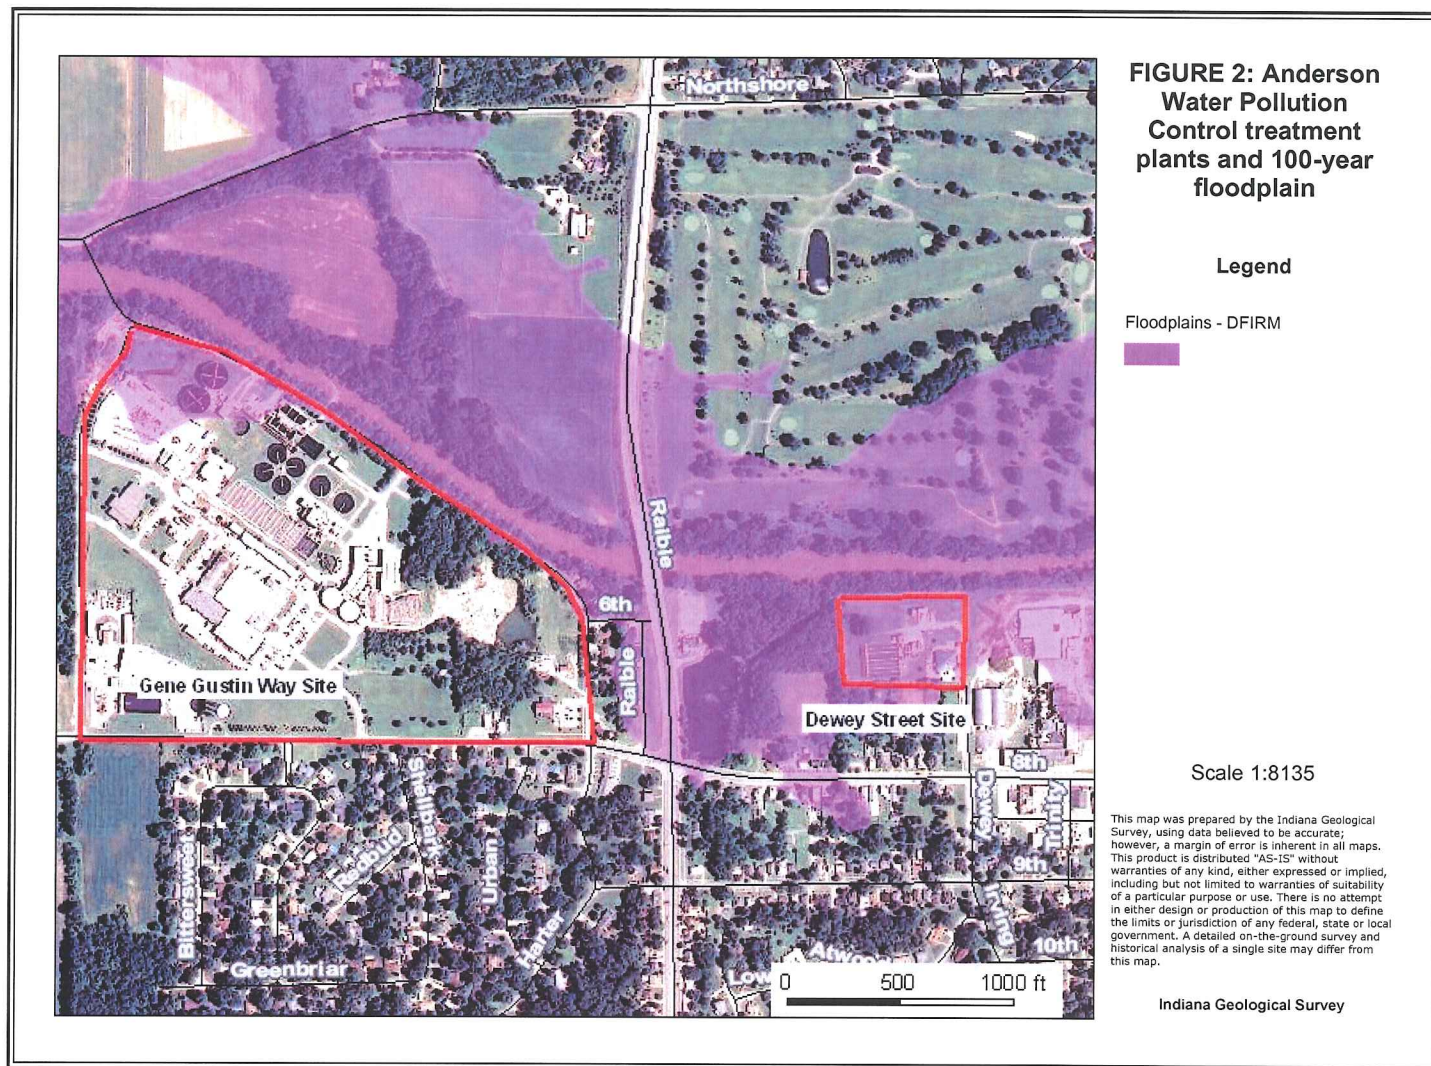 FIGURE 2: Anderson
Water Pollution
Control treatment
plants and 100-year
floodplain
Legend
Floodplains - DFIRM
Northshore
Raible
6th
Raible
Gene Gustin Way Site
Dewey Street Site
8th
Dewey
Trinity
Shellbark
Redbud
Urban
Bittersweet
9th
Irving
10th
Greenbriar
0 500 1000 ft
Scale 1:8135
This map was prepared by the Indiana Geological
Survey, using data believed to be accurate;
however, a margin of error is inherent in all maps.
This product is distributed "AS-IS" without
warranties of any kind, either expressed or implied,
including but not limited to warranties of suitability
of a particular purpose or use. There is no attempt
in either design or production of this map to define
the limits or jurisdiction of any federal, state or local
government. A detailed on-the-ground survey and
historical analysis of a single site may differ from
this map.
Indiana Geological Survey